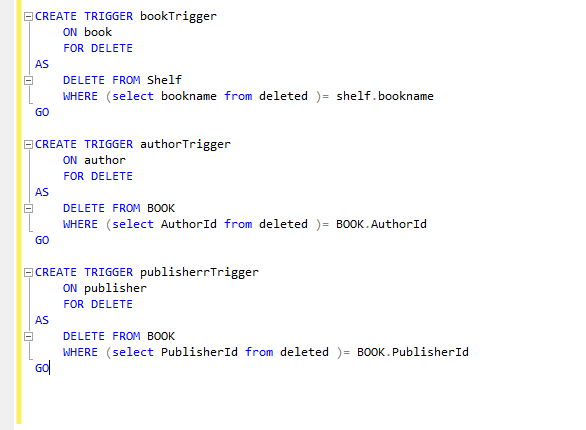 CREATE TRIGGER bookTrigger
ON book
FOR DELETE
AS
DELETE FROM Shelf
WHERE (select bookname from deleted )= shelf.bookname
GO
CREATE TRIGGER authorTrigger
ON author
FOR DELETE
AS
DELETE FROM BOOK
WHERE (select AuthorId from deleted )= BOOK.AuthorId
GO
CREATE TRIGGER publisherrTrigger
ON publisher
FOR DELETE
AS
DELETE FROM BOOK
WHERE (select PublisherId from deleted )= BOOK.PublisherId
GO